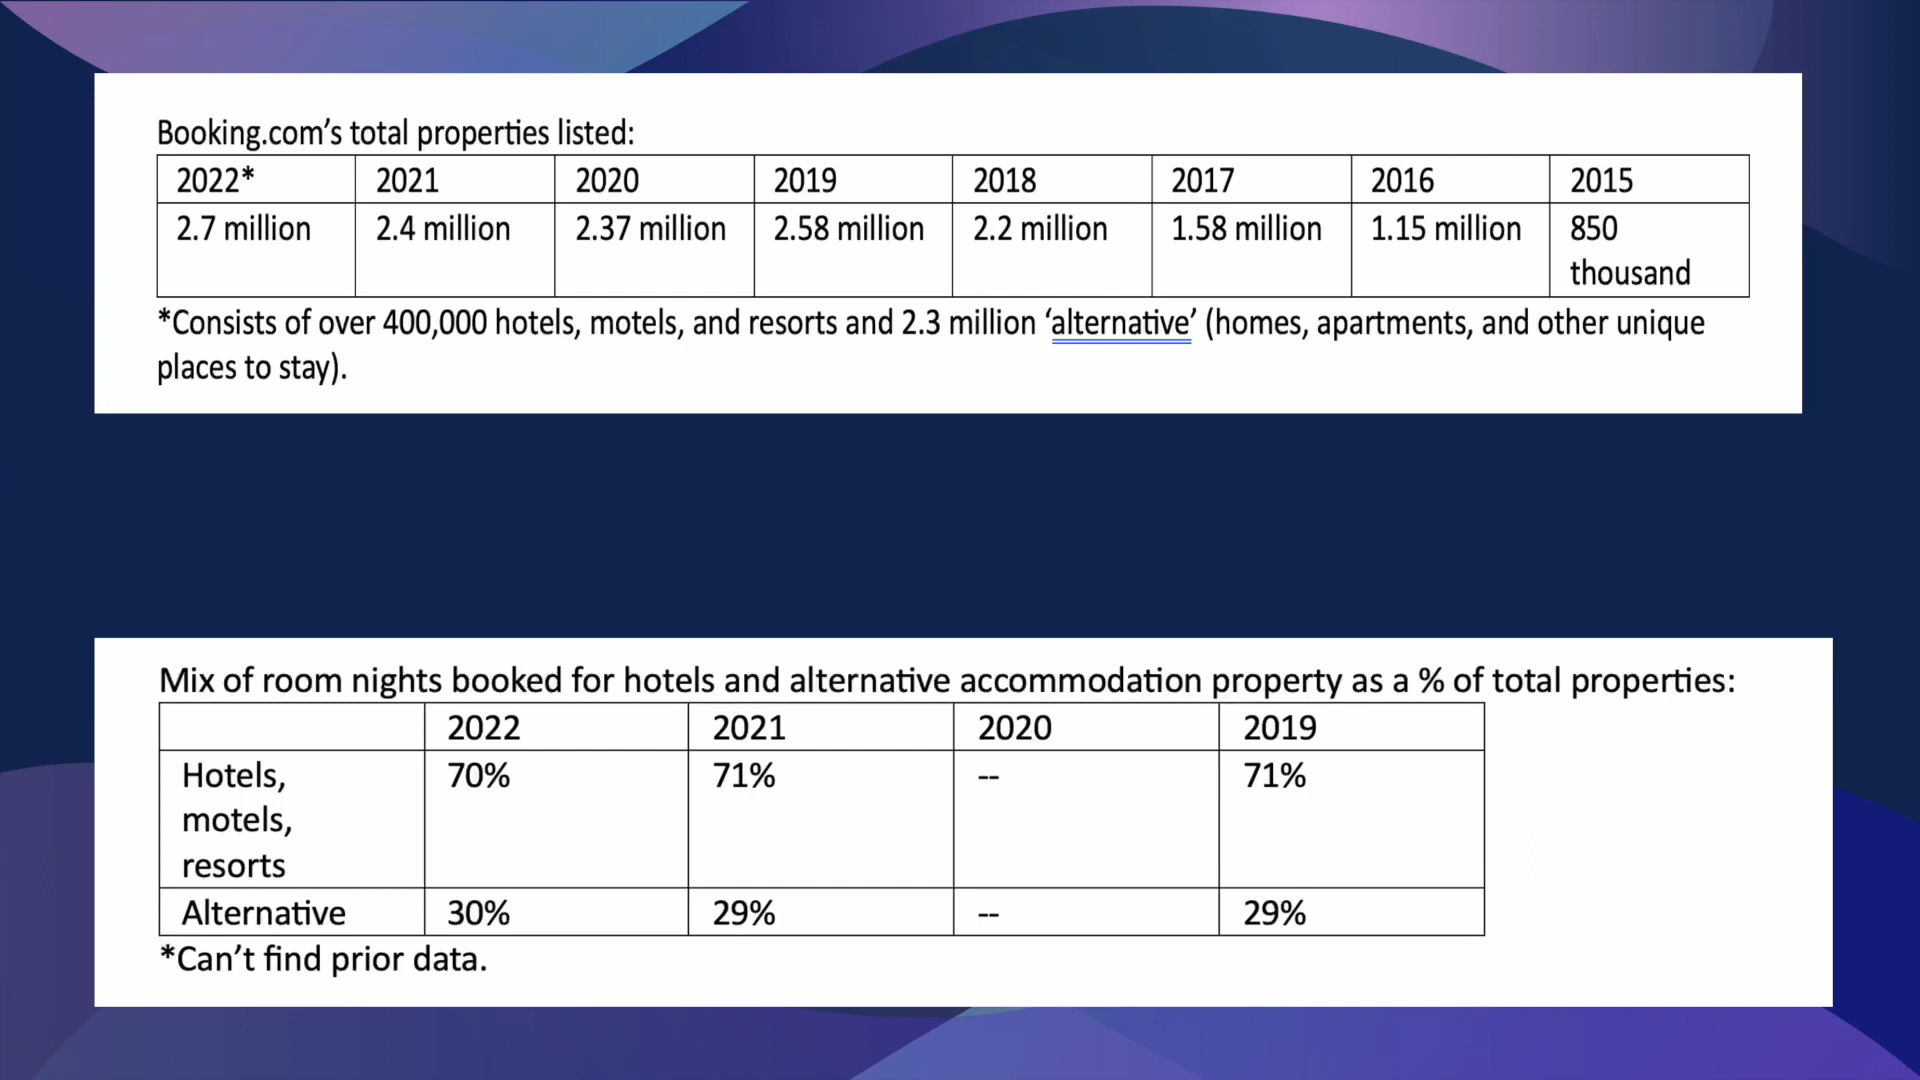 Booking.com’s total properties listed:
2022* 2021 2020 2019 2018 2017 2016 2015
2.7 million 2.4 million 2.37 million 2.58 million 2.2 million 1.58 million 1.15 million 850
thousand
*Consists of over 400,000 hotels, motels, and resorts and 2.3 million ‘alternative’ (homes, apartments, and other unique
places to stay).
Mix of room nights booked for hotels and alternative accommodation property as a % of total properties:
2022 2021 2020 2019
Hotels, 70% 71% -- 71%
motels,
resorts
Alternative 30% 29% -- 29%
*Can’t find prior data.